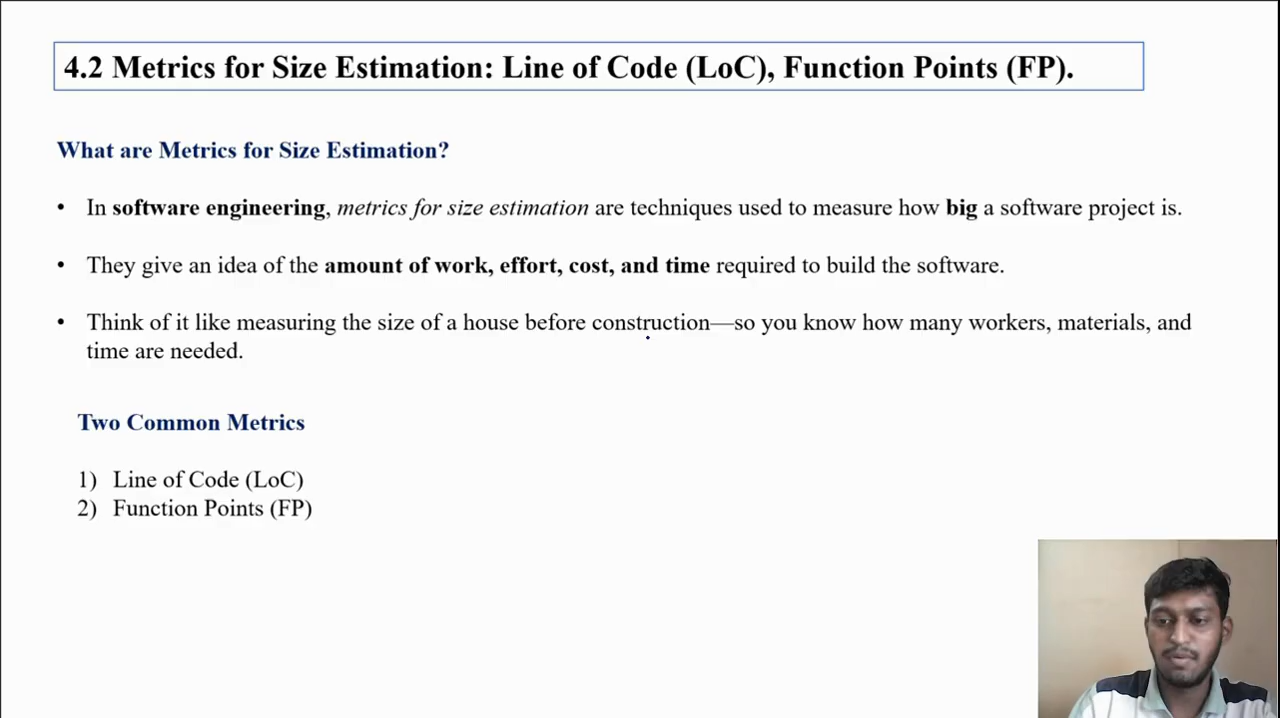 4.2 Metrics for Size Estimation: Line of Code (LoC), Function Points (FP).
What are Metrics for Size Estimation?
• In software engineering, metrics for size estimation are techniques used to measure how big a software project is.
• They give an idea of the amount of work, effort, cost, and time required to build the software.
• Think of it like measuring the size of a house before construction—so you know how many workers, materials, and
time are needed.
Two Common Metrics
1) Line of Code (LoC)
2) Function Points (FP)